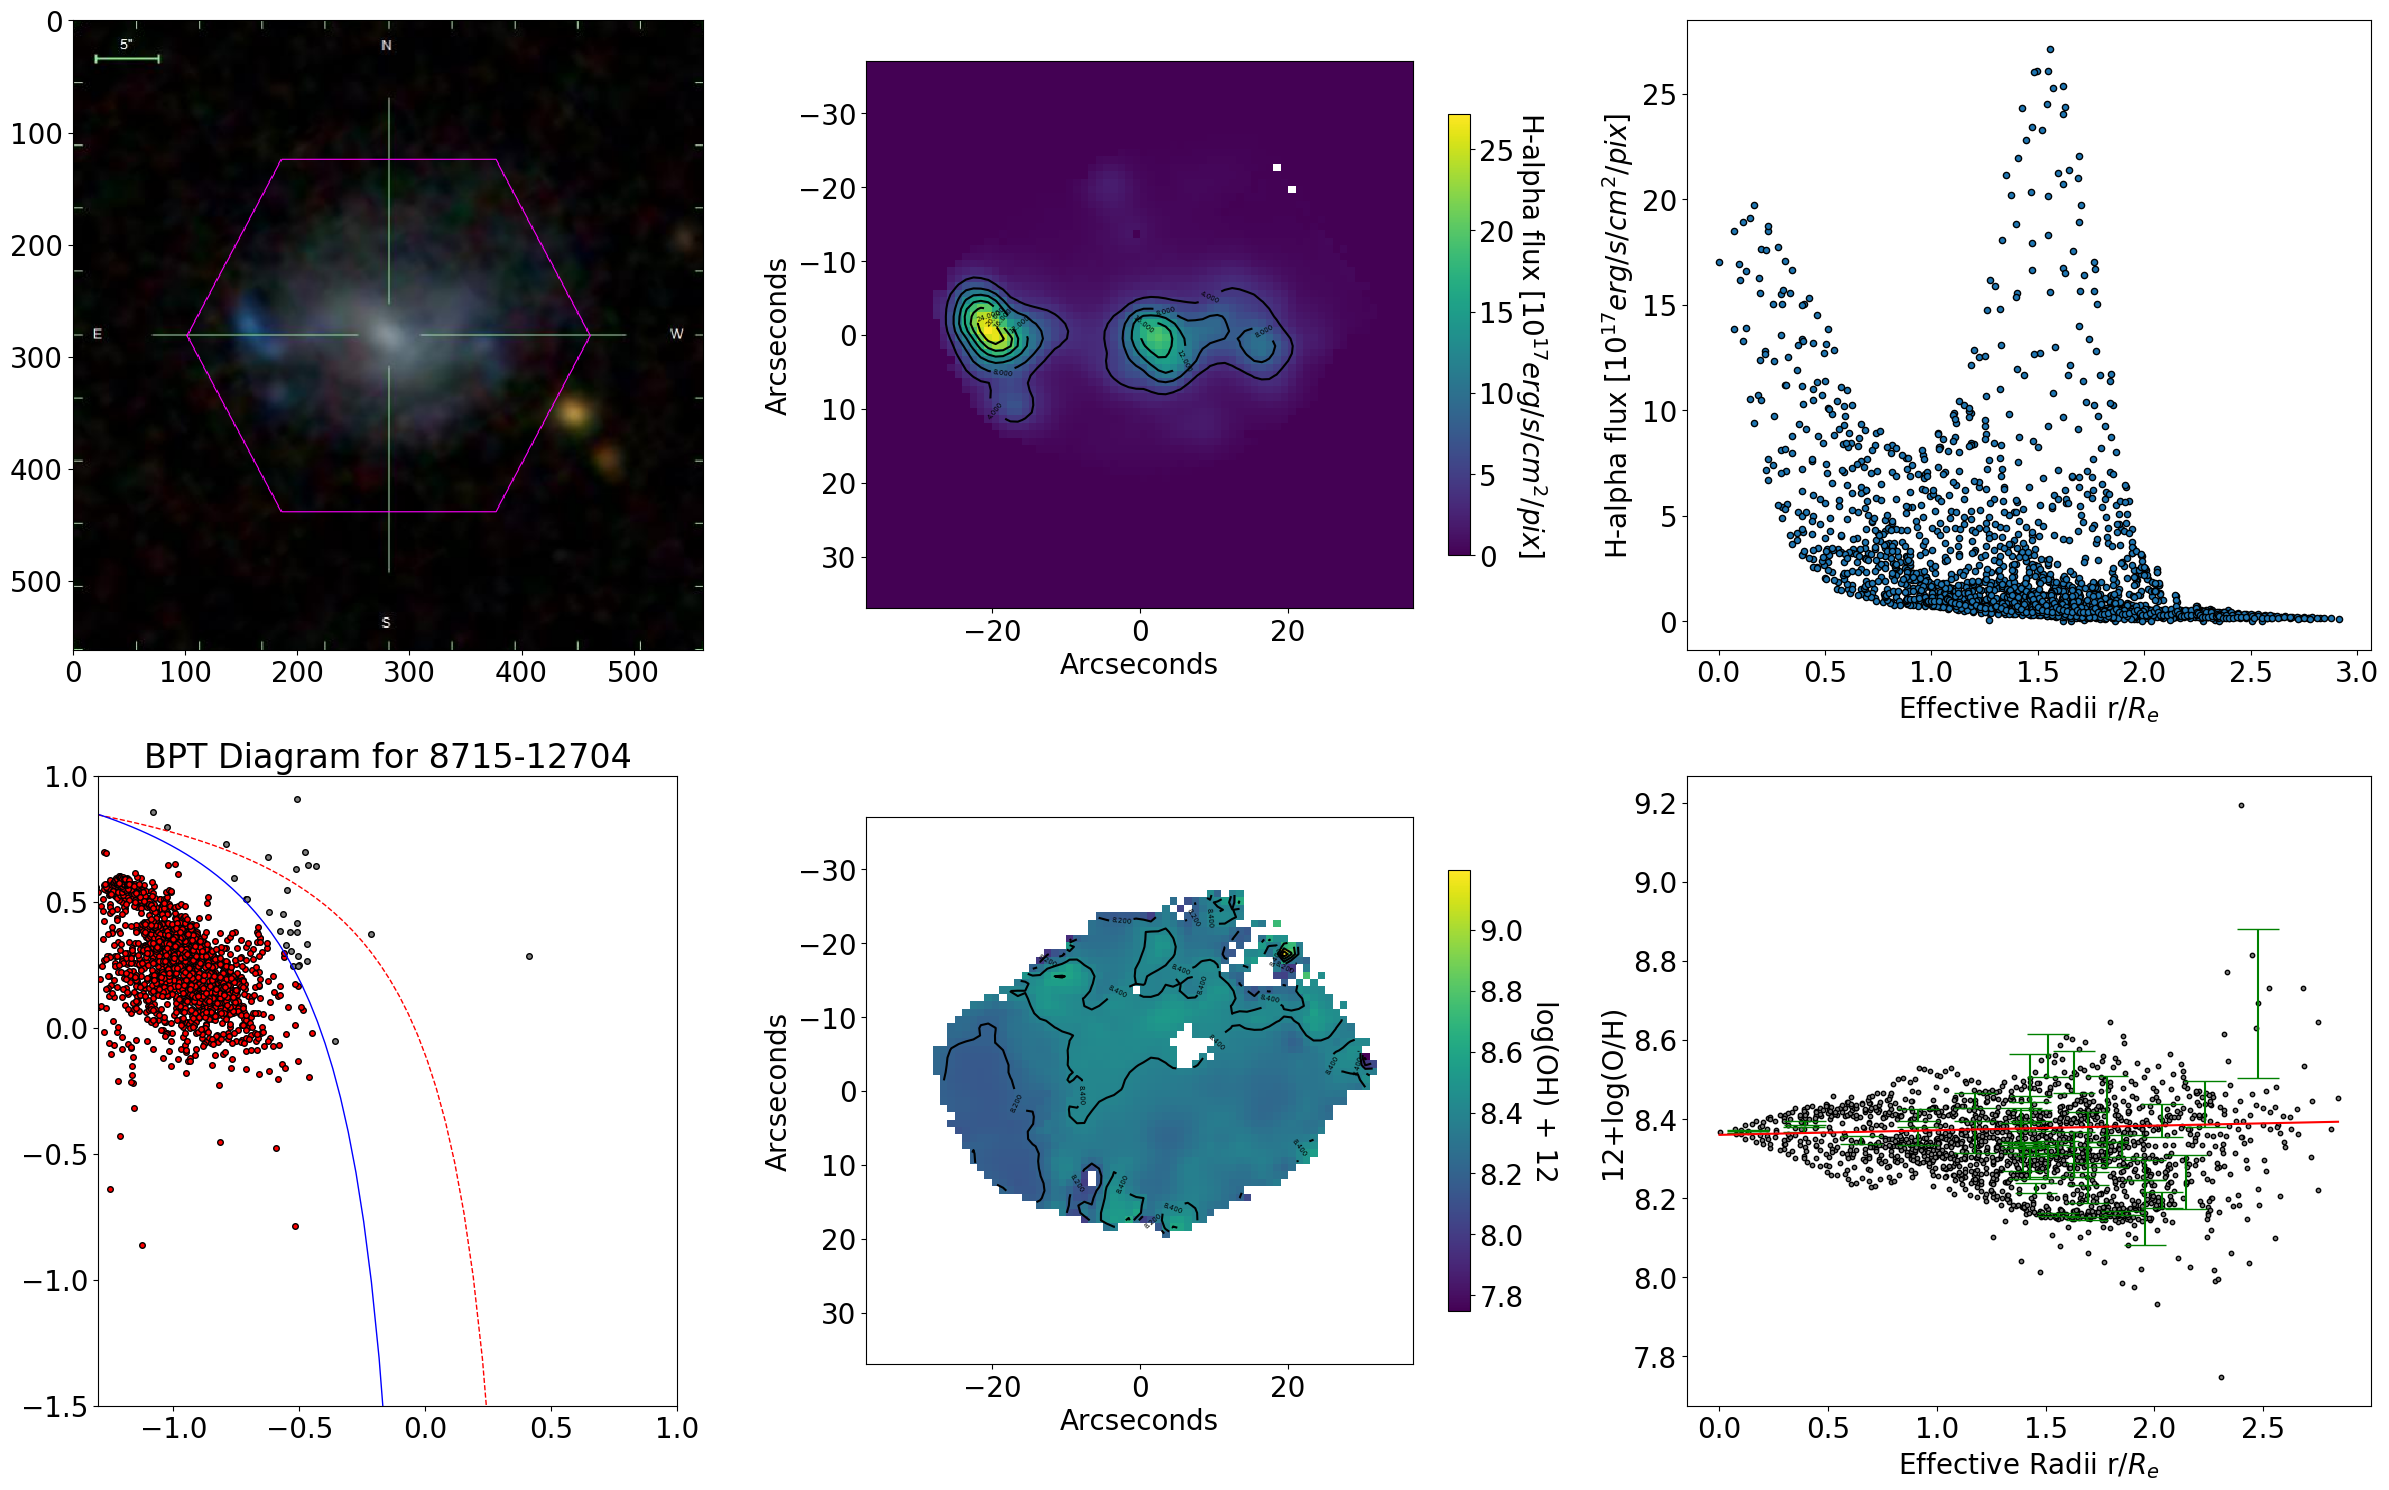 0
100
200
300
400
500
0 100 200 300 400 500
5"
N
E
W
S
Arcseconds
−30
−20
−10
0
10
20
30
−20 0 20
Arcseconds
25
20
15
10
5
0
H-alpha flux [10^17 erg/s/cm^2/pix]
H-alpha flux [10^17 erg/s/cm^2/pix]
25
20
15
10
5
0
0.0 0.5 1.0 1.5 2.0 2.5 3.0
Effective Radii r/R_e
BPT Diagram for 8715-12704
1.0
0.5
0.0
−0.5
−1.0
−1.5
−1.0 −0.5 0.0 0.5 1.0
Arcseconds
−30
−20
−10
0
10
20
30
−20 0 20
Arcseconds
9.0
8.8
8.6
8.4
8.2
8.0
7.8
log(OH) + 12
12+log(O/H)
9.2
9.0
8.8
8.6
8.4
8.2
8.0
7.8
0.0 0.5 1.0 1.5 2.0 2.5
Effective Radii r/R_e